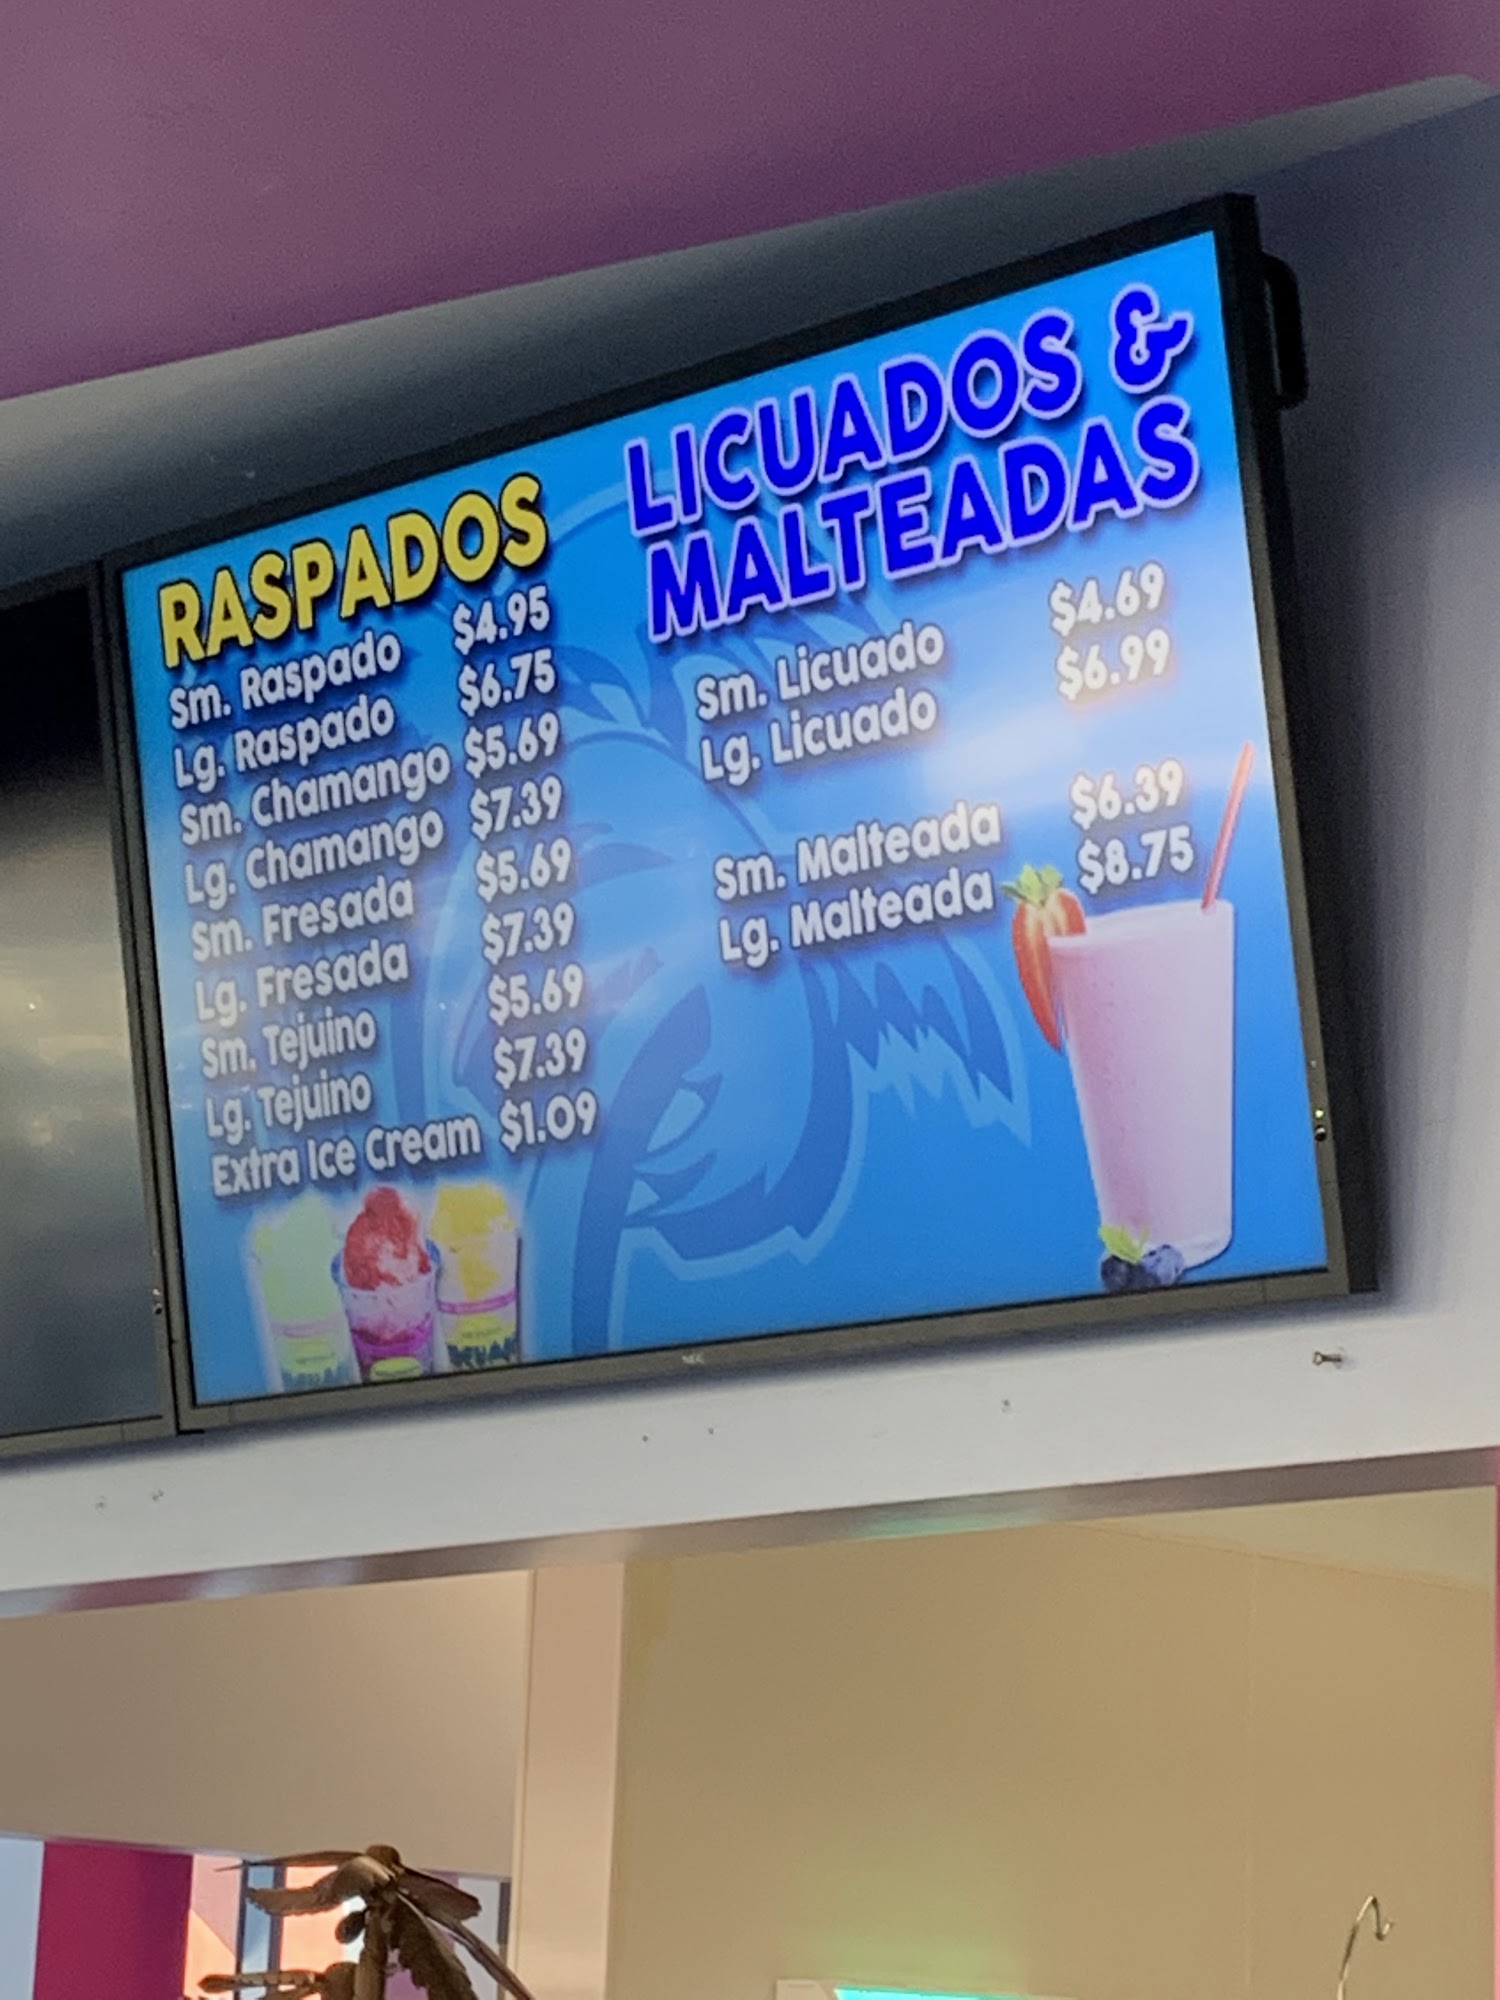 RASPADOS
Sm. Raspado $4.95
Lg. Raspado $6.75
Sm. Chamango $5.69
Lg. Chamango $7.39
Sm. Fresada $5.69
Lg. Fresada $7.39
Sm. Tejuino $5.69
Lg. Tejuino $7.39
Extra Ice Cream $1.09
LICUADOS &
MALTEADAS
Sm. Licuado $4.69
Lg. Licuado $6.99
Sm. Malteada $6.39
Lg. Malteada $8.75
NEC